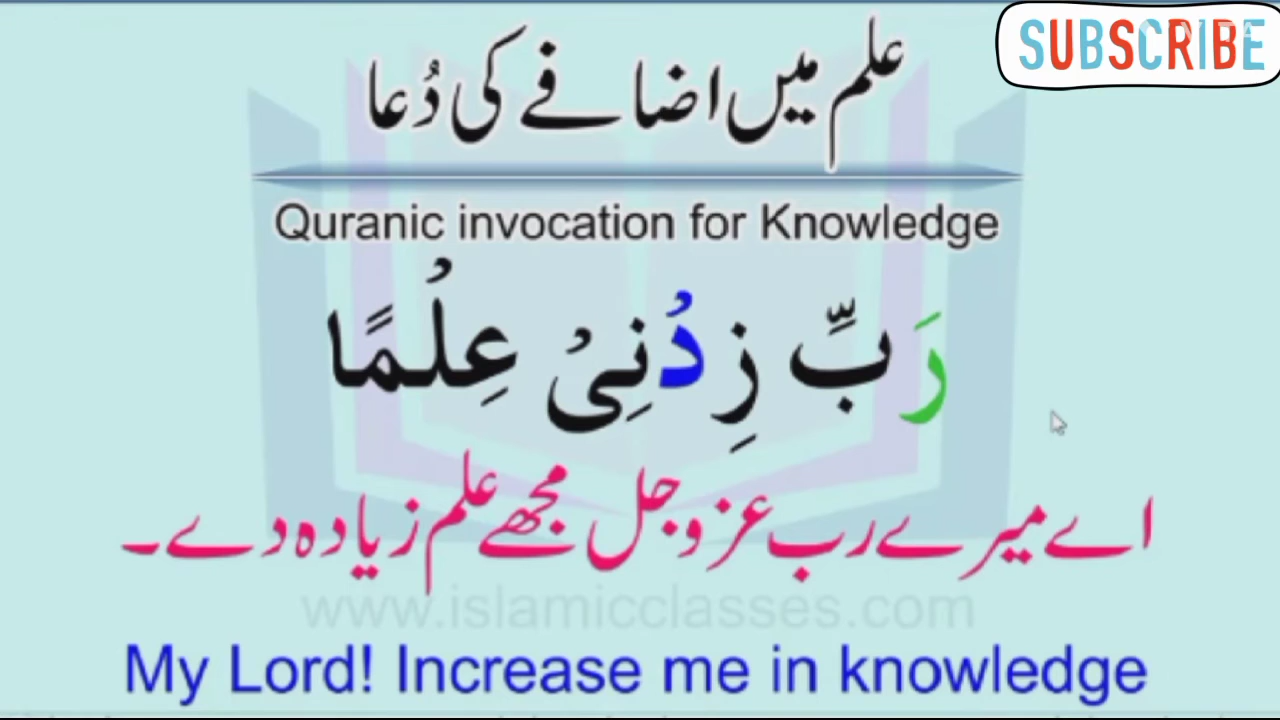 SUBSCRIBE
علم میں اضافے کی دُعا
Quranic invocation for Knowledge
رَبِّ زِدْنِیْ عِلْمًا
اے میرے رب عزوجل مجھے علم زیادہ دے۔
www.islamicclasses.com
My Lord! Increase me in knowledge